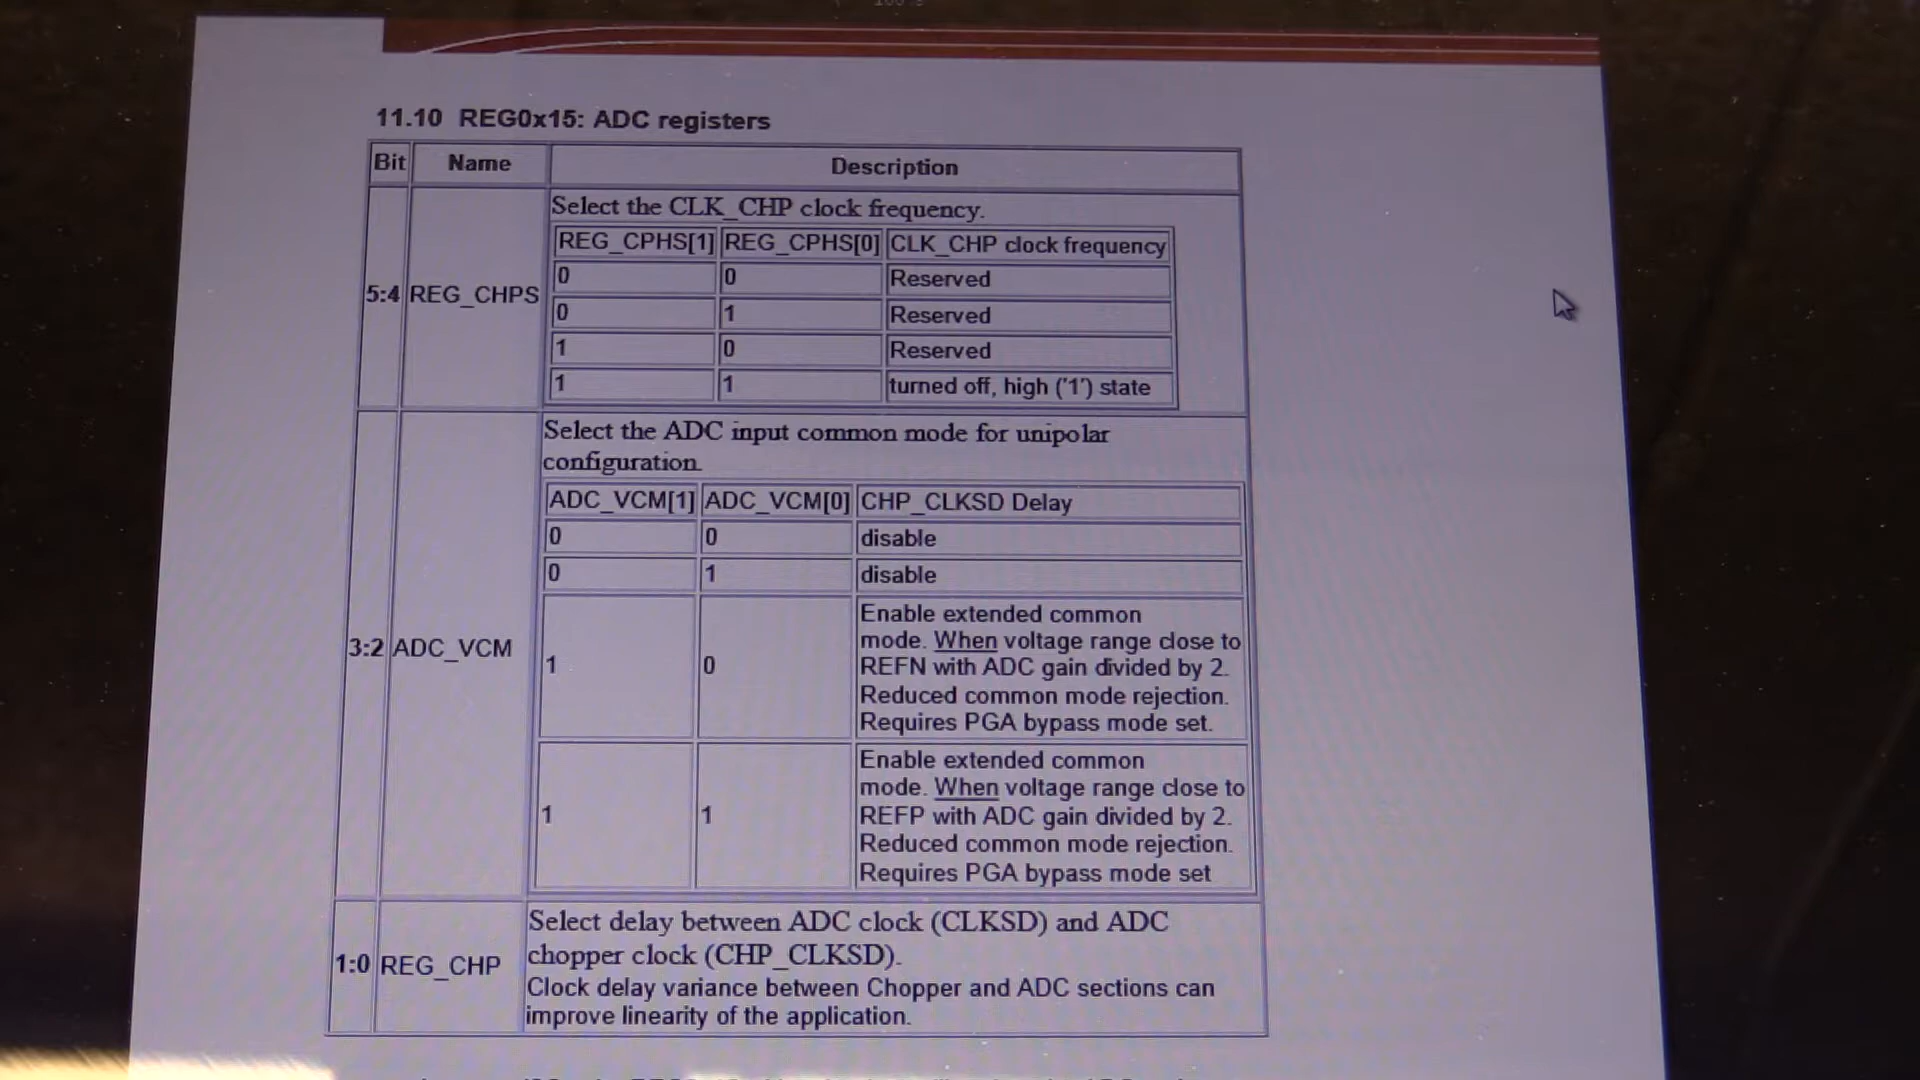 11.10 REG0x15: ADC registers
Bit Name Description
Select the CLK_CHP clock frequency.
REG_CPHS[1] REG_CPHS[0] CLK_CHP clock frequency
0 0 Reserved
5:4 REG_CHPS
0 1 Reserved
1 0 Reserved
1 1 turned off, high ('1') state
Select the ADC input common mode for unipolar
configuration.
ADC_VCM[1] ADC_VCM[0] CHP_CLKSD Delay
0 0 disable
0 1 disable
3:2 ADC_VCM
1 0 Enable extended common
mode. When voltage range close to
REFN with ADC gain divided by 2.
Reduced common mode rejection.
Requires PGA bypass mode set.
1 1 Enable extended common
mode. When voltage range close to
REFP with ADC gain divided by 2.
Reduced common mode rejection.
Requires PGA bypass mode set
1:0 REG_CHP
Select delay between ADC clock (CLKSD) and ADC
chopper clock (CHP_CLKSD).
Clock delay variance between Chopper and ADC sections can
improve linearity of the application.